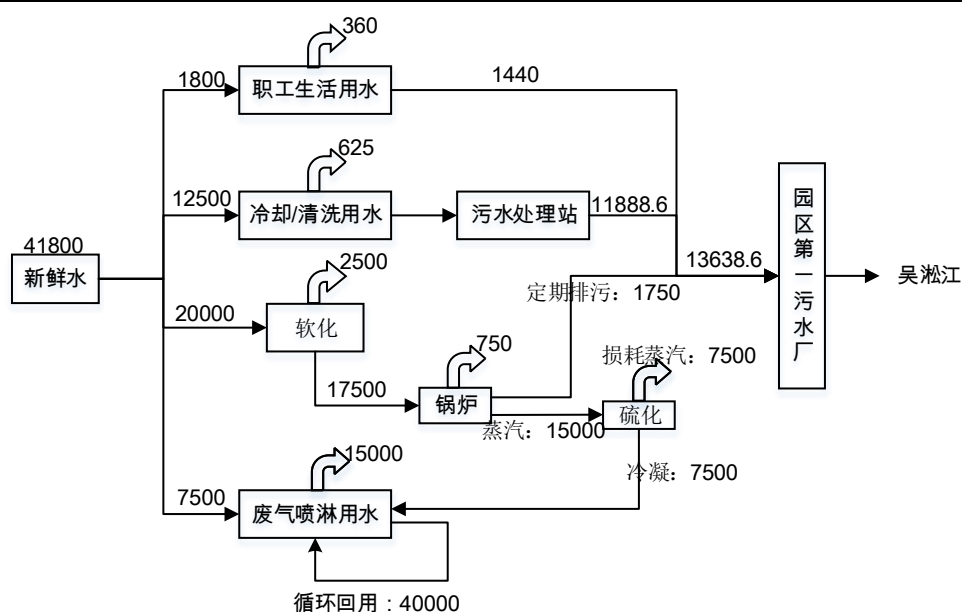 360
1800
职工生活用水
1440
625
12500
冷却/清洗用水
污水处理站
11888.6
园区第一污水厂
41800
新鲜水
2500
13638.6
吴淞江
定期排污：1750
20000
软化
750
损耗蒸汽：7500
17500
锅炉
硫化
蒸汽：15000
15000
冷凝：7500
7500
废气喷淋用水
循环回用：40000